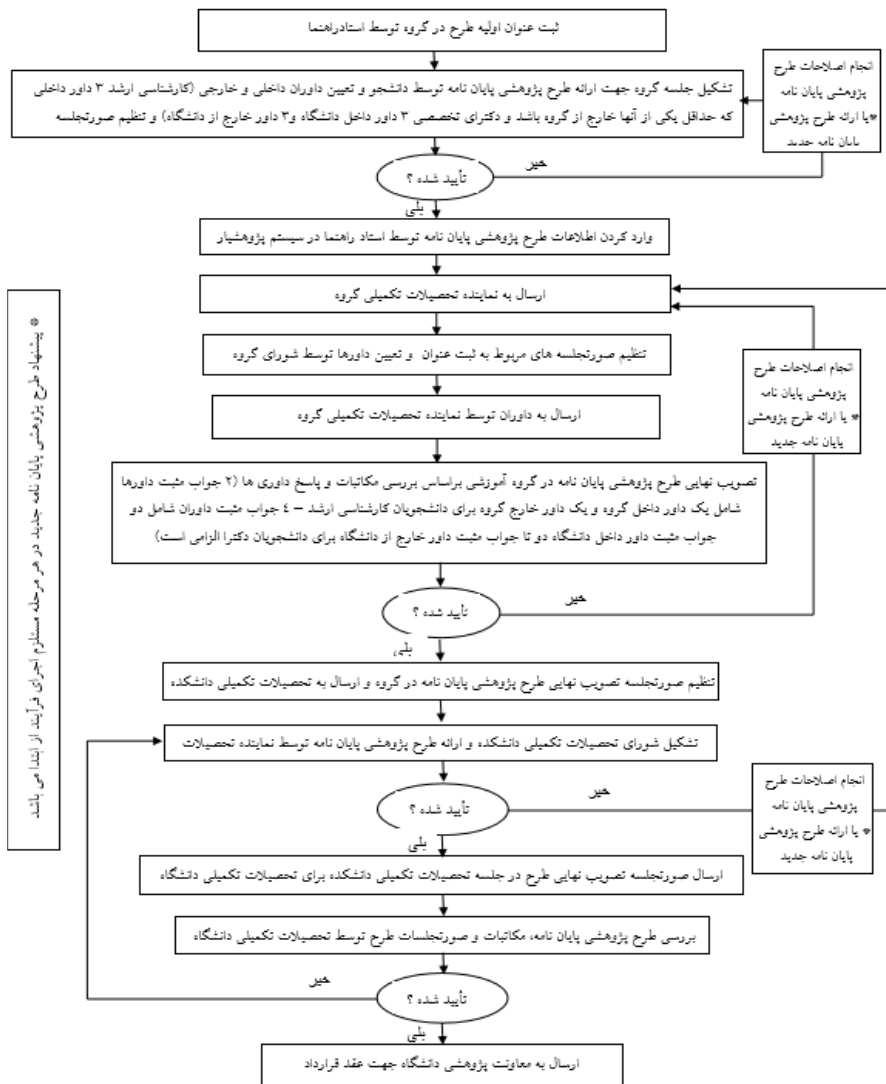 ثبت عنوان اولیه طرح در گروه توسط استادراهنما
انجام اصلاحات طرح
پژوهشی پایان نامه
*یا ارائه طرح پژوهشی
پایان نامه جدید
تشکیل جلسه گروه جهت ارائه طرح پژوهشی پایان نامه توسط دانشجو و تعیین داوران داخلی و خارجی (کارشناسی ارشد ۳ داور داخلی
که حداقل یکی از آنها خارج از گروه باشد و دکترای تخصصی ۳ داور داخل دانشگاه و۳ داور خارج از دانشگاه) و تنظیم صورتجلسه
خیر
تأیید شده ؟
بلی
وارد کردن اطلاعات طرح پژوهشی پایان نامه توسط استاد راهنما در سیستم پژوهشیار
ارسال به نماینده تحصیلات تکمیلی گروه
تنظیم صورتجلسه های مربوط به ثبت عنوان و تعیین داورها توسط شورای گروه
انجام اصلاحات طرح
پژوهشی پایان نامه
* یا ارائه طرح پژوهشی
پایان نامه جدید
ارسال به داوران توسط نماینده تحصیلات تکمیلی گروه
تصویب نهایی طرح پژوهشی پایان نامه در گروه آموزشی براساس بررسی مکاتبات و پاسخ داوری ها (۲ جواب مثبت داورها
شامل یک داور داخل گروه و یک داور خارج گروه برای دانشجویان کارشناسی ارشد – ٤ جواب مثبت داوران شامل دو
جواب مثبت داور داخل دانشگاه دو تا جواب مثبت داور خارج از دانشگاه برای دانشجویان دکترا الزامی است)
خیر
تأیید شده ؟
بلی
تنظیم صورتجلسه تصویب نهایی طرح پژوهشی پایان نامه در گروه و ارسال به تحصیلات تکمیلی دانشکده
تشکیل شورای تحصیلات تکمیلی دانشکده و ارائه طرح پژوهشی پایان نامه توسط نماینده تحصیلات
انجام اصلاحات طرح
پژوهشی پایان نامه
* یا ارائه طرح پژوهشی
پایان نامه جدید
خیر
تأیید شده ؟
بلی
ارسال صورتجلسه تصویب نهایی طرح در جلسه تحصیلات تکمیلی دانشکده برای تحصیلات تکمیلی دانشگاه
بررسی طرح پژوهشی پایان نامه، مکاتبات و صورتجلسات طرح توسط تحصیلات تکمیلی دانشگاه
خیر
تأیید شده ؟
بلی
ارسال به معاونت پژوهشی دانشگاه جهت عقد قرارداد
* پیشنهاد طرح پژوهشی پایان نامه جدید در هر مرحله مستلزم اجرای فرآیند از ابتدا می باشد